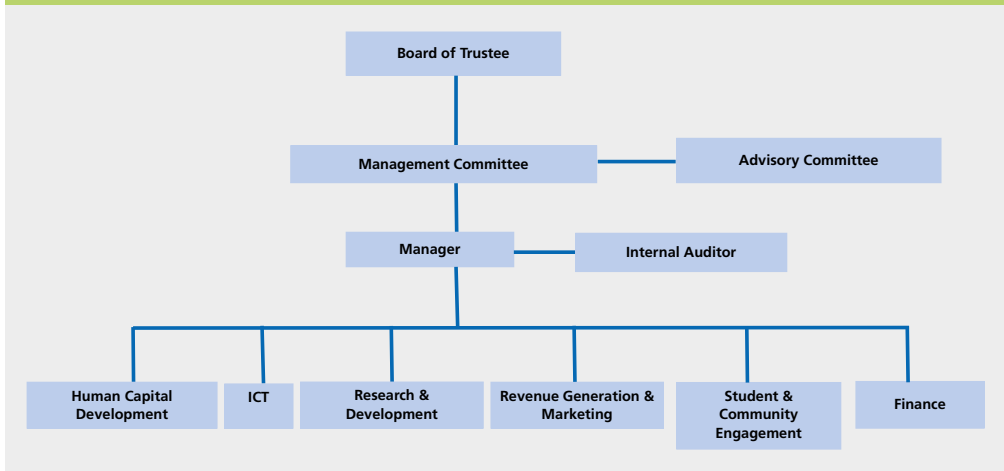 Board of Trustee
Management Committee
Advisory Committee
Manager
Internal Auditor
Human Capital
Development
ICT
Research &
Development
Revenue Generation &
Marketing
Student &
Community
Engagement
Finance